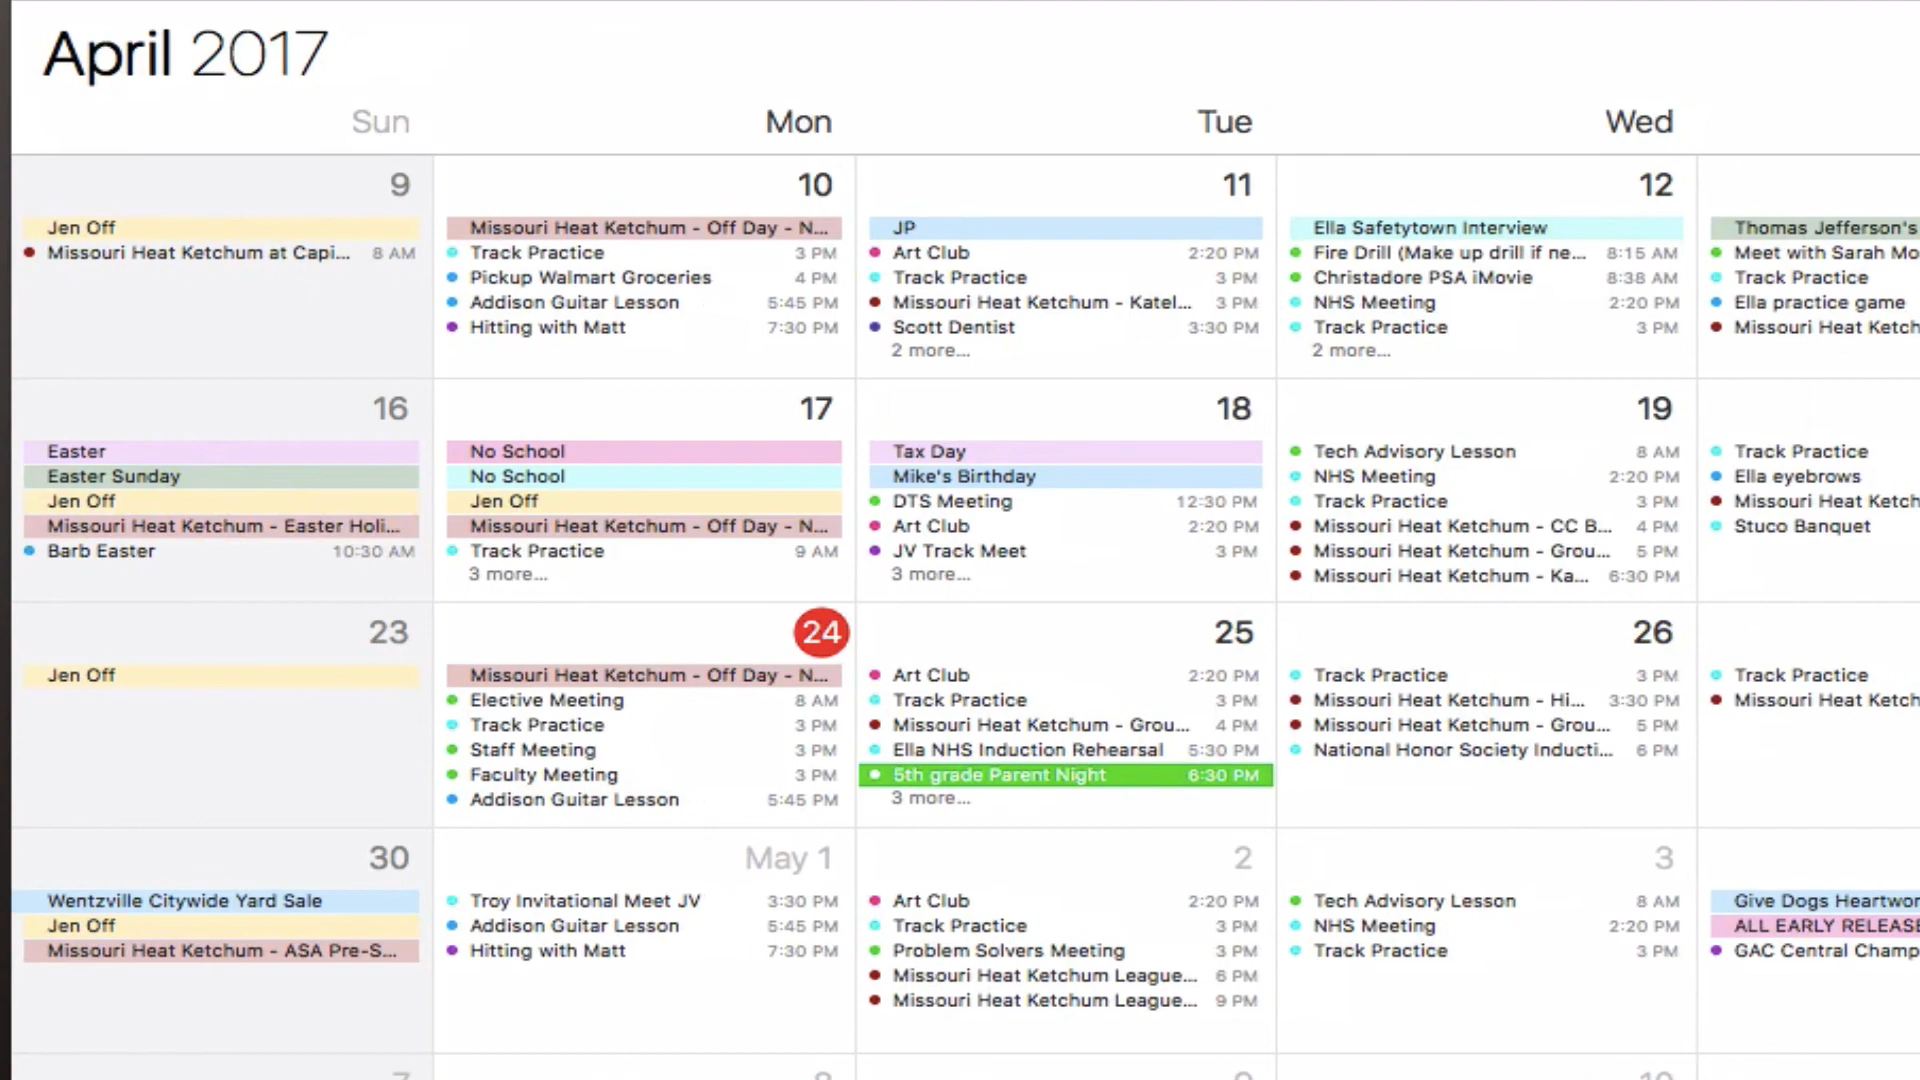 April 2017
Sun Mon Tue Wed
9
Jen Off
Missouri Heat Ketchum at Capi... 8 AM
10
Missouri Heat Ketchum - Off Day - N...
Track Practice 3 PM
Pickup Walmart Groceries 4 PM
Addison Guitar Lesson 5:45 PM
Hitting with Matt 7:30 PM
11
JP
Art Club 2:20 PM
Track Practice 3 PM
Missouri Heat Ketchum - Katel... 3 PM
Scott Dentist 3:30 PM
2 more...
12
Ella Safetytown Interview
Fire Drill (Make up drill if ne... 8:15 AM
Christadore PSA iMovie 8:38 AM
NHS Meeting 2:20 PM
Track Practice 3 PM
2 more...
Thomas Jefferson's
Meet with Sarah Mo
Track Practice
Ella practice game
Missouri Heat Ketch
16
Easter
Easter Sunday
Jen Off
Missouri Heat Ketchum - Easter Holi...
Barb Easter 10:30 AM
17
No School
No School
Jen Off
Missouri Heat Ketchum - Off Day - N...
Track Practice 9 AM
3 more...
18
Tax Day
Mike's Birthday
DTS Meeting 12:30 PM
Art Club 2:20 PM
JV Track Meet 3 PM
3 more...
19
Tech Advisory Lesson 8 AM
NHS Meeting 2:20 PM
Track Practice 3 PM
Missouri Heat Ketchum - CC B... 4 PM
Missouri Heat Ketchum - Grou... 5 PM
Missouri Heat Ketchum - Ka... 6:30 PM
Track Practice
Ella eyebrows
Missouri Heat Ketch
Stuco Banquet
23
Jen Off
24
Missouri Heat Ketchum - Off Day - N...
Elective Meeting 8 AM
Track Practice 3 PM
Staff Meeting 3 PM
Faculty Meeting 3 PM
Addison Guitar Lesson 5:45 PM
25
Art Club 2:20 PM
Track Practice 3 PM
Missouri Heat Ketchum - Grou... 4 PM
Ella NHS Induction Rehearsal 5:30 PM
5th grade Parent Night 6:30 PM
3 more...
26
Track Practice 3 PM
Missouri Heat Ketchum - Hi... 3:30 PM
Missouri Heat Ketchum - Grou... 5 PM
National Honor Society Inducti... 6 PM
Track Practice
Missouri Heat Ketch
30
Wentzville Citywide Yard Sale
Jen Off
Missouri Heat Ketchum - ASA Pre-S...
May 1
Troy Invitational Meet JV 3:30 PM
Addison Guitar Lesson 5:45 PM
Hitting with Matt 7:30 PM
2
Art Club 2:20 PM
Track Practice 3 PM
Problem Solvers Meeting 3 PM
Missouri Heat Ketchum League... 6 PM
Missouri Heat Ketchum League... 9 PM
3
Tech Advisory Lesson 8 AM
NHS Meeting 2:20 PM
Track Practice 3 PM
Give Dogs Heartwor
ALL EARLY RELEASE
GAC Central Champ